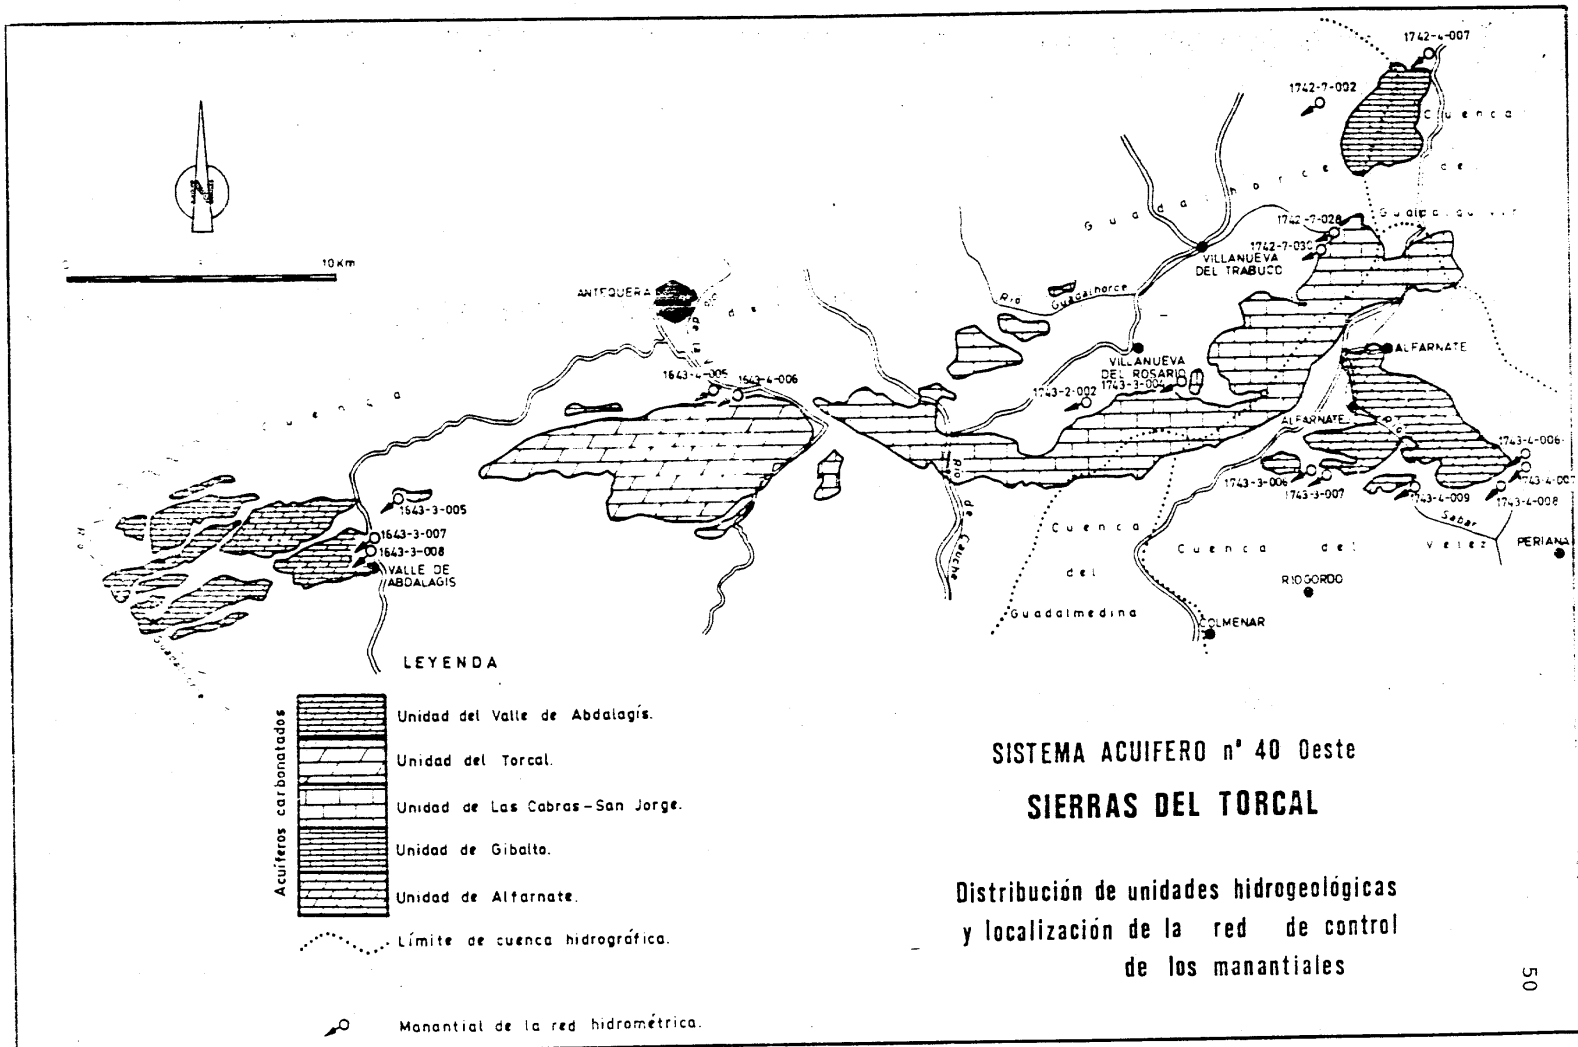 1742-4-007
1742-7-002
Cuenca
de
Guadalquivir
Guadalhorce
1742-7-028
1742-7-030
VILLANUEVA
DEL TRABUCO
N
10 Km
ANTEQUERA
de
Río Guadalhorce
Cuenca
1643-4-005
1643-4-006
VILLANUEVA
DEL ROSARIO
1743-3-004
1743-2-002
ALFARNATE
ALFARNATE
Río
1743-4-006
1743-4-007
1743-4-008
1743-4-009
1743-3-006
1743-3-007
Sabar
PERIANA
1643-3-005
1643-3-007
1643-3-008
VALLE DE
ABDALAGIS
Río de Cauche
Cuenca
del
Guadalmedina
Cuenca del Velez
RIOGORDO
COLMENAR
LEYENDA
Acuíferos carbonatados
Unidad del Valle de Abdalagís.
Unidad del Torcal.
Unidad de Las Cabras-San Jorge.
Unidad de Gibalto.
Unidad de Alfarnate.
Límite de cuenca hidrográfica.
Manantial de la red hidrométrica.
SISTEMA ACUIFERO n° 40 Oeste
SIERRAS DEL TORCAL
Distribución de unidades hidrogeológicas
y localización de la red de control
de los manantiales
50